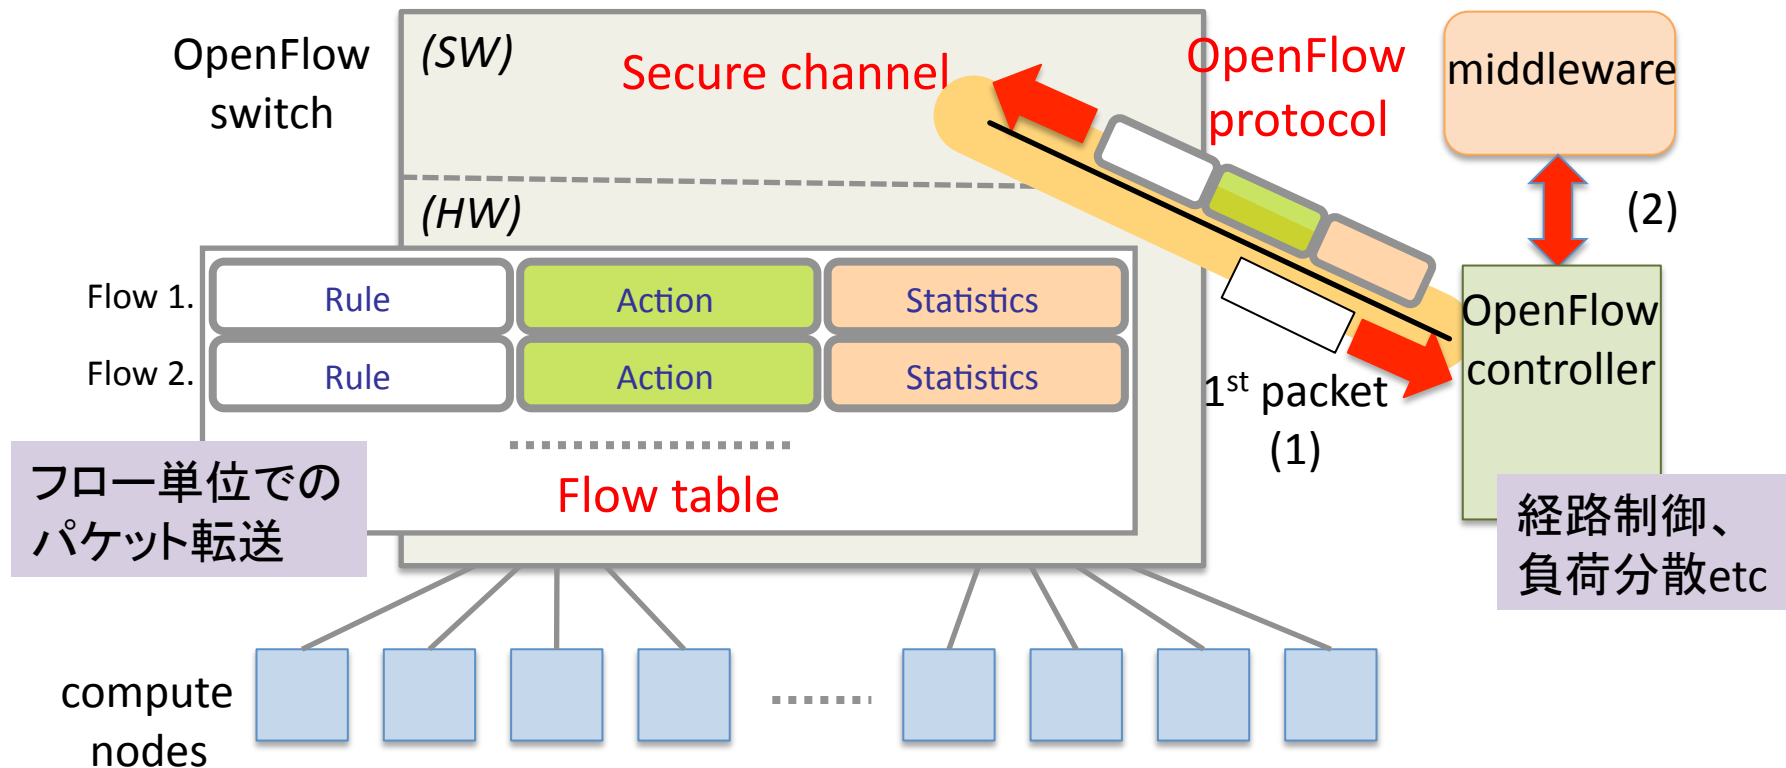 OpenFlow
switch
(SW)
Secure channel
OpenFlow
protocol
middleware
(2)
(HW)
Flow 1.
Rule
Action
Statistics
Flow 2.
Rule
Action
Statistics
Flow table
OpenFlow
controller
1st packet
(1)
フロー単位での
パケット転送
経路制御、
負荷分散etc
compute
nodes